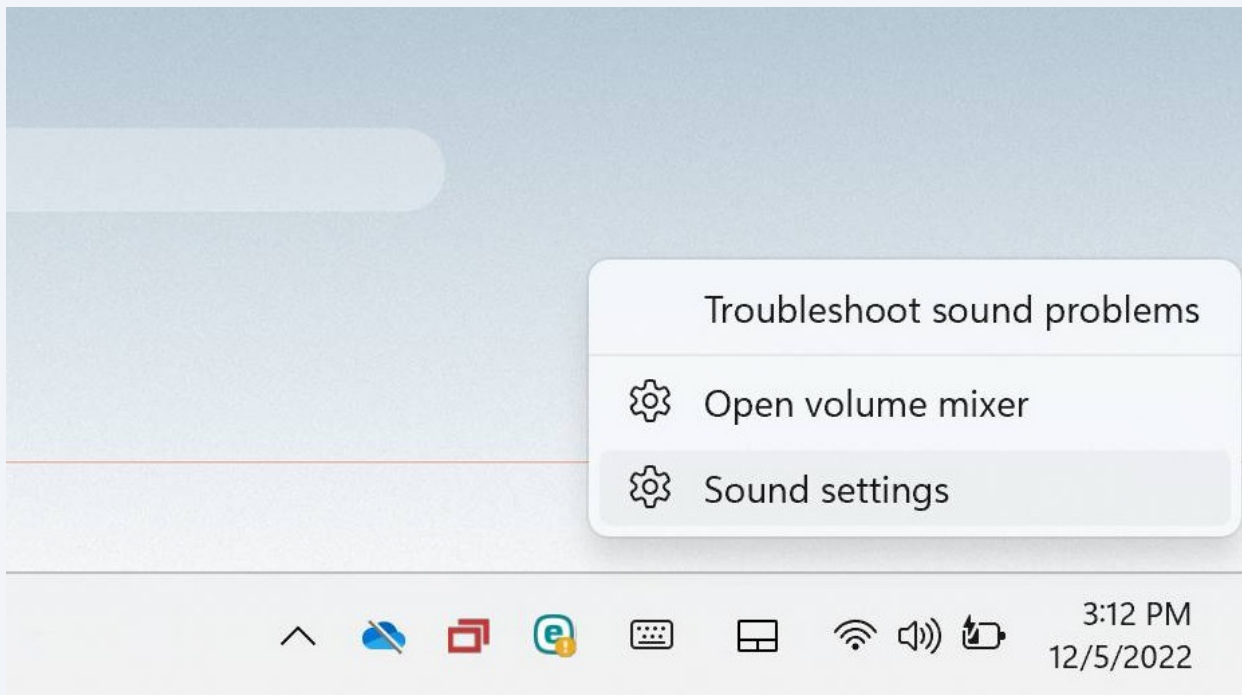 Troubleshoot sound problems
Open volume mixer
Sound settings
e
3:12 PM
12/5/2022